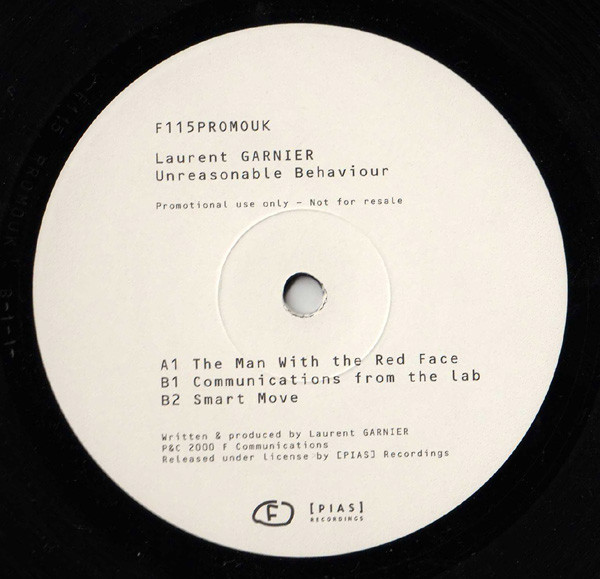 F115PROMOUK
Laurent GARNIER
Unreasonable Behaviour
Promotional use only - Not for resale
A1 The Man With the Red Face
B1 Communications from the lab
B2 Smart Move
Written & produced by Laurent GARNIER
P&C 2000 F Communications
Released under license by [PIAS] Recordings
F
[PIAS]
RECORDINGS